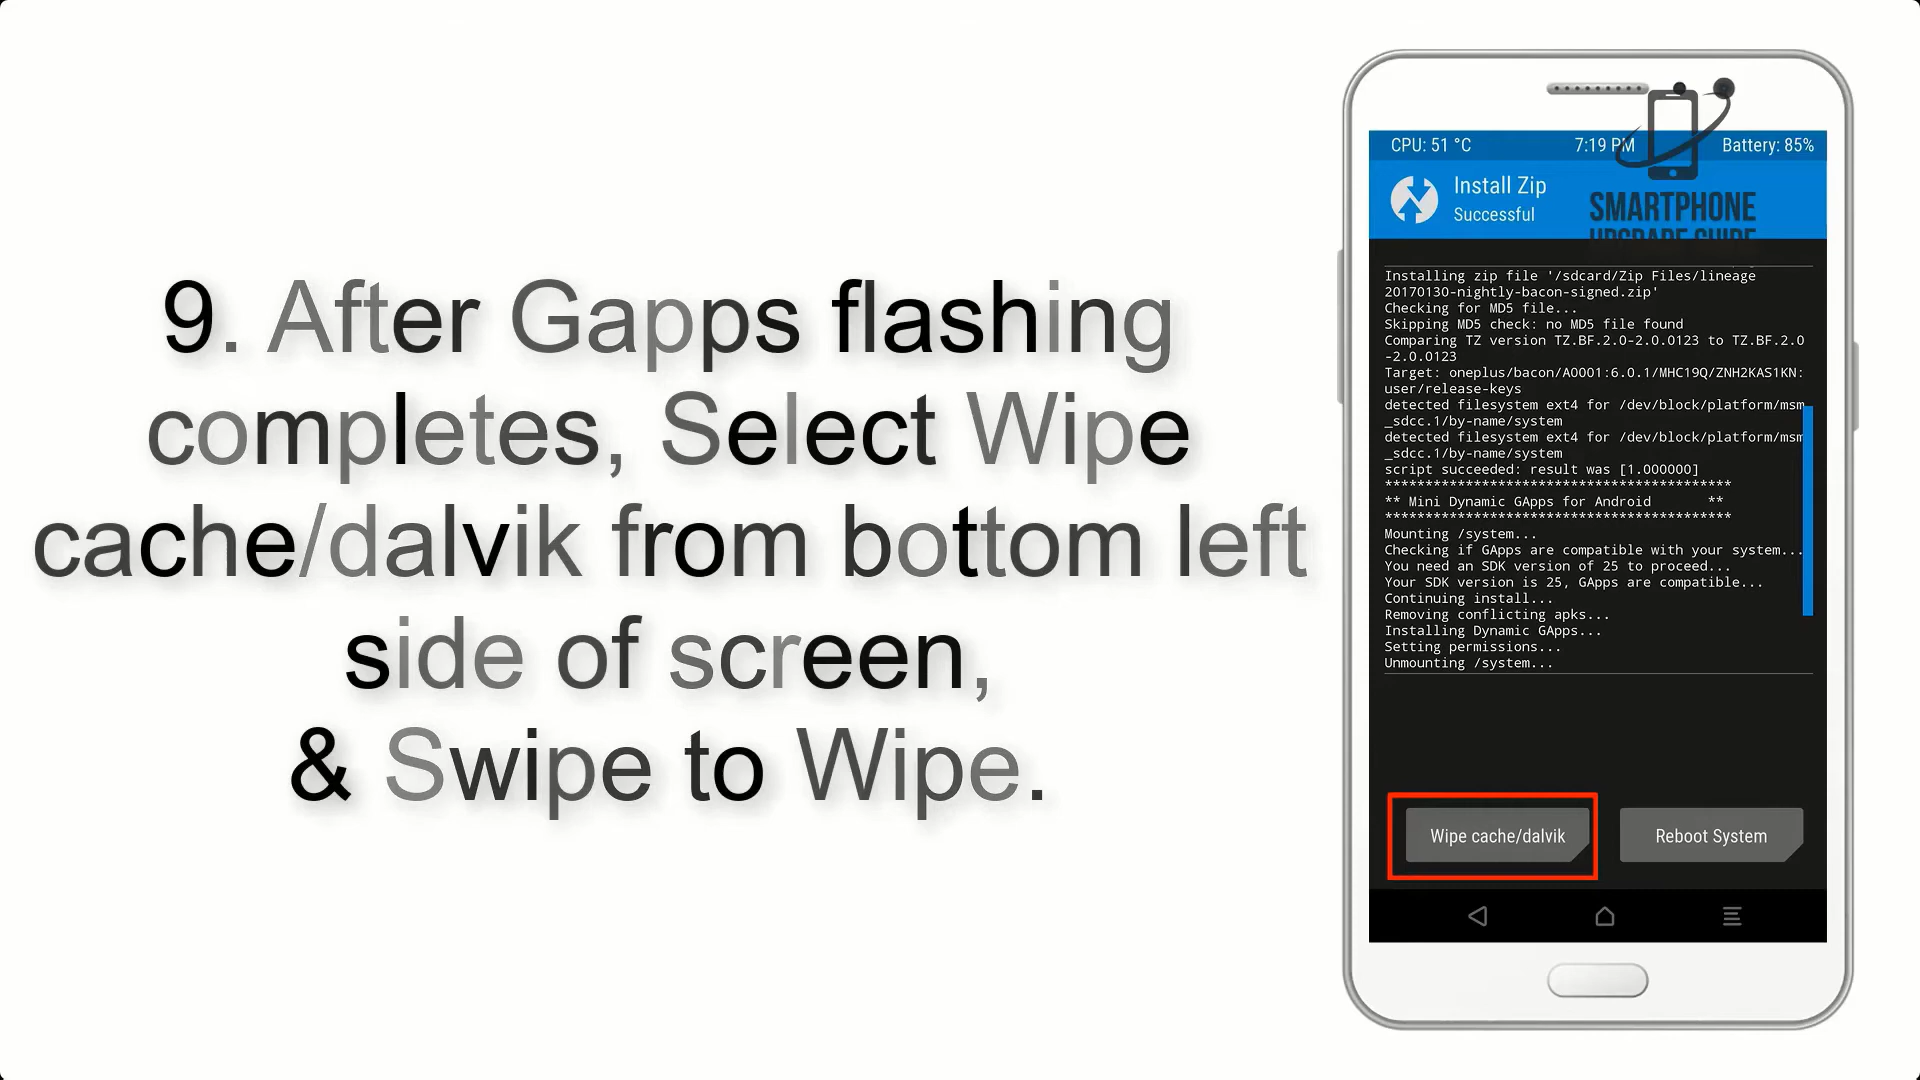 9. After Gapps flashing
completes, Select Wipe
cache/dalvik from bottom left
side of screen,
& Swipe to Wipe.
CPU: 51 °C 7:19 PM Battery: 85%
Install Zip
Successful
SMARTPHONE
UPGRADE GUIDE
Installing zip file '/sdcard/Zip Files/lineage
20170130-nightly-bacon-signed.zip'
Checking for MD5 file...
Skipping MD5 check: no MD5 file found
Comparing TZ version TZ.BF.2.0-2.0.0123 to TZ.BF.2.0
-2.0.0123
Target: oneplus/bacon/A0001:6.0.1/MHC19Q/ZNH2KAS1KN:
user/release-keys
detected filesystem ext4 for /dev/block/platform/msm
_sdcc.1/by-name/system
detected filesystem ext4 for /dev/block/platform/msm
_sdcc.1/by-name/system
script succeeded: result was [1.000000]
*******************************************
** Mini Dynamic GApps for Android **
*******************************************
Mounting /system...
Checking if GApps are compatible with your system...
You need an SDK version of 25 to proceed...
Your SDK version is 25, GApps are compatible...
Continuing install...
Removing conflicting apks...
Installing Dynamic GApps...
Setting permissions...
Unmounting /system...
Wipe cache/dalvik Reboot System